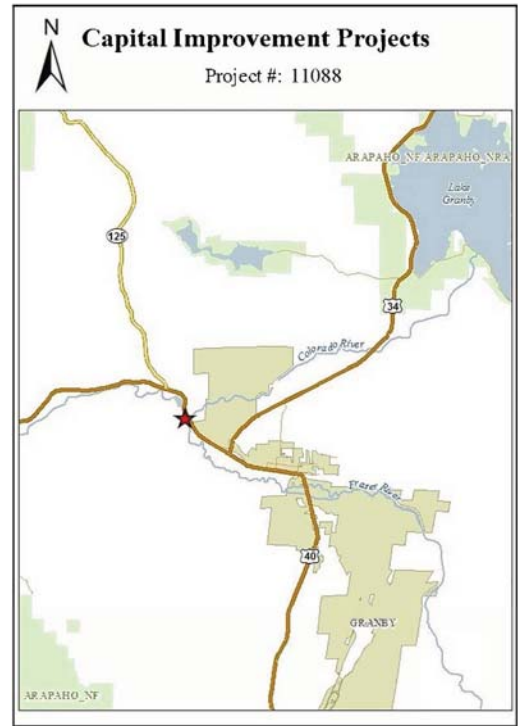 N
Capital Improvement Projects
Project #: 11088
ARAPAHO_NF/ARAPAHO_NRA
Lake
Granby
125
34
Colorado River
Fraser River
40
GRANBY
ARAPAHO_NF